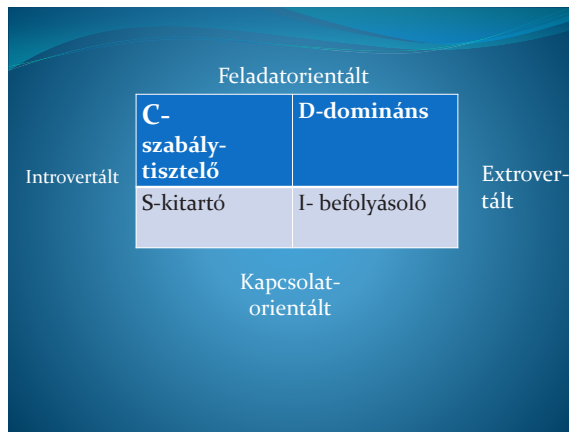 Feladatorientált
C-
szabály-
tisztelő
D-domináns
Introvertált
Extrover-
tált
S-kitartó
I- befolyásoló
Kapcsolat-
orientált